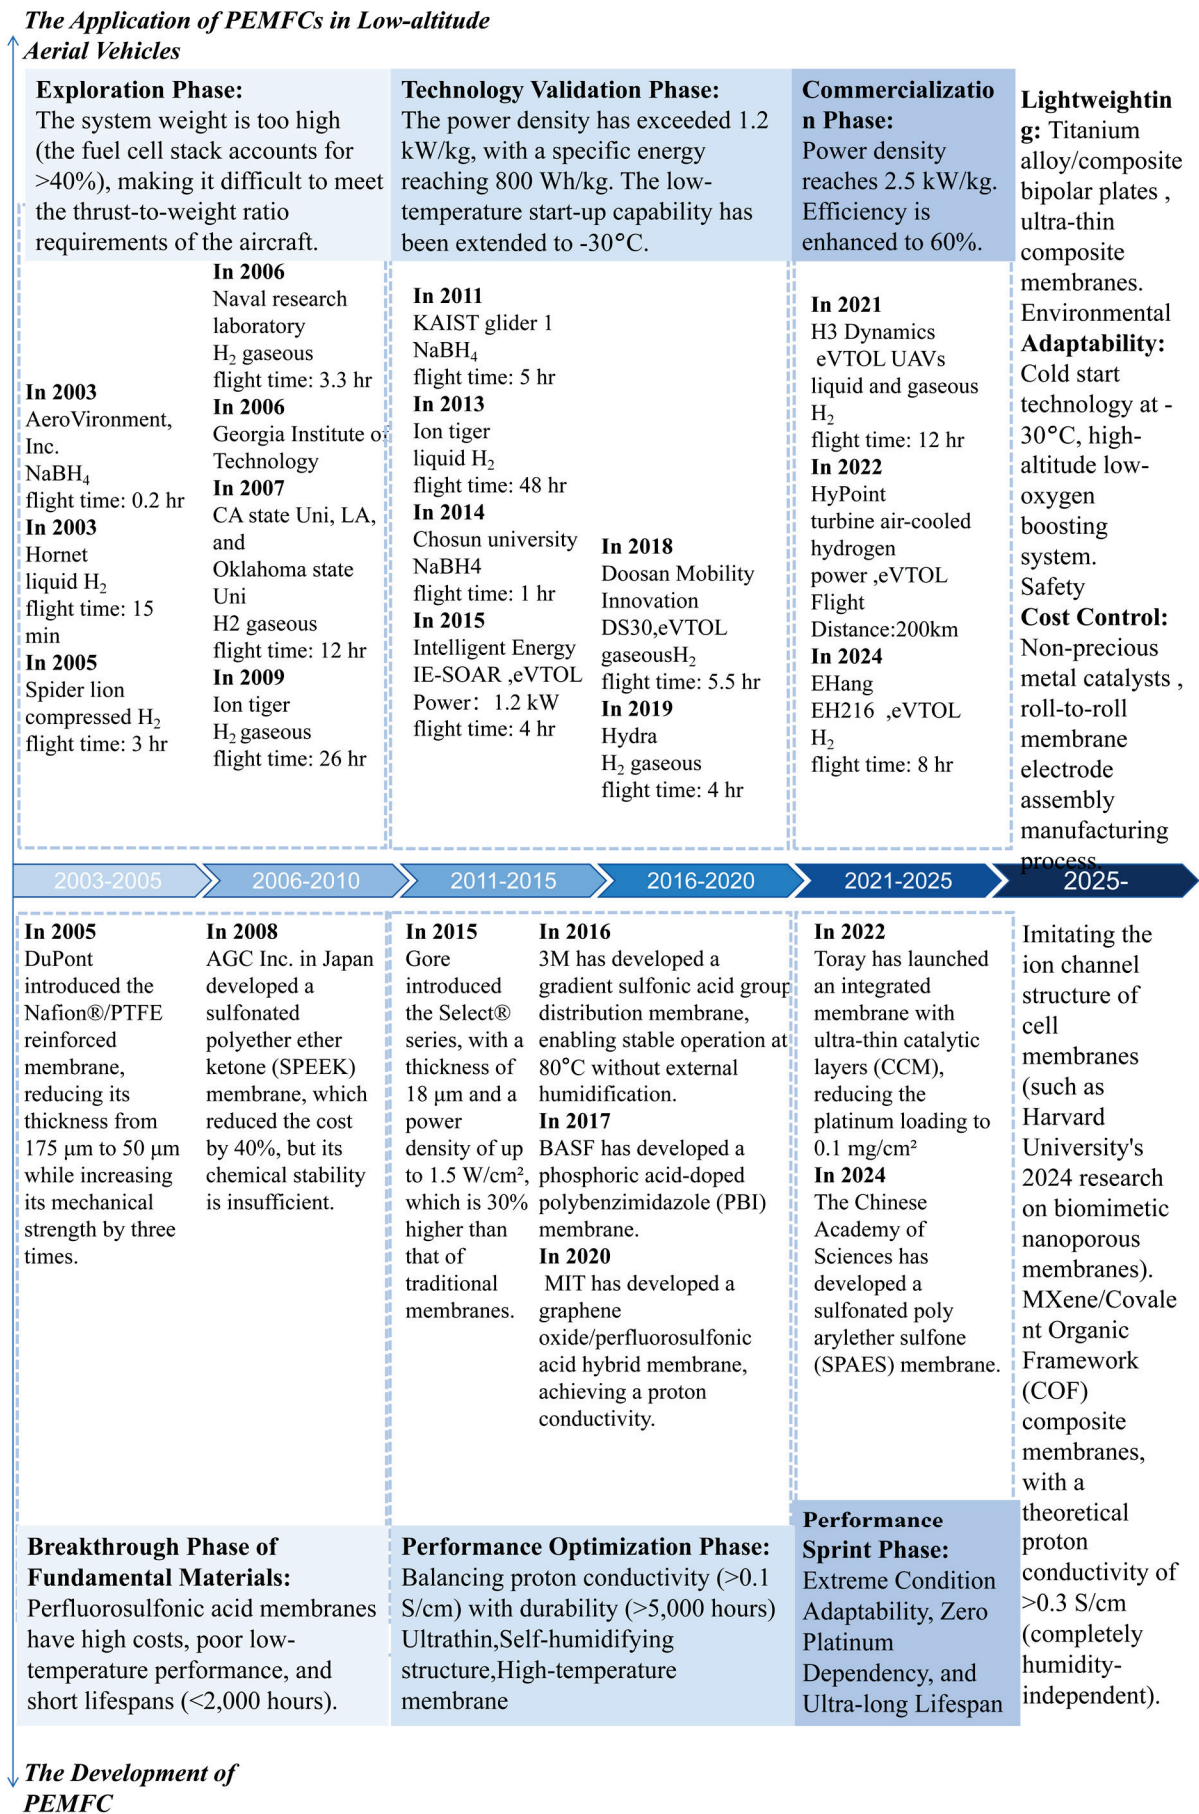 The Application of PEMFCs in Low-altitude
Aerial Vehicles
Exploration Phase:
The system weight is too high
(the fuel cell stack accounts for
>40%), making it difficult to meet
the thrust-to-weight ratio
requirements of the aircraft.
Technology Validation Phase:
The power density has exceeded 1.2
kW/kg, with a specific energy
reaching 800 Wh/kg. The low-
temperature start-up capability has
been extended to -30°C.
Commercializatio
n Phase:
Power density
reaches 2.5 kW/kg.
Efficiency is
enhanced to 60%.
Lightweightin
g: Titanium
alloy/composite
bipolar plates ,
ultra-thin
composite
membranes.
Environmental
Adaptability:
Cold start
technology at -
30°C, high-
altitude low-
oxygen
boosting
system.
Safety
Cost Control:
Non-precious
metal catalysts ,
roll-to-roll
membrane
electrode
assembly
manufacturing
process.
In 2003
AeroVironment,
Inc.
NaBH₄
flight time: 0.2 hr
In 2003
Hornet
liquid H₂
flight time: 15
min
In 2005
Spider lion
compressed H₂
flight time: 3 hr
In 2006
Naval research
laboratory
H₂ gaseous
flight time: 3.3 hr
In 2006
Georgia Institute of
Technology
In 2007
CA state Uni, LA,
and
Oklahoma state
Uni
H2 gaseous
flight time: 12 hr
In 2009
Ion tiger
H₂ gaseous
flight time: 26 hr
In 2011
KAIST glider 1
NaBH₄
flight time: 5 hr
In 2013
Ion tiger
liquid H₂
flight time: 48 hr
In 2014
Chosun university
NaBH4
flight time: 1 hr
In 2015
Intelligent Energy
IE-SOAR ,eVTOL
Power： 1.2 kW
flight time: 4 hr
In 2018
Doosan Mobility
Innovation
DS30,eVTOL
gaseousH₂
flight time: 5.5 hr
In 2019
Hydra
H₂ gaseous
flight time: 4 hr
In 2021
H3 Dynamics
eVTOL UAVs
liquid and gaseous
H₂
flight time: 12 hr
In 2022
HyPoint
turbine air-cooled
hydrogen
power ,eVTOL
Flight
Distance:200km
In 2024
EHang
EH216 ,eVTOL
H₂
flight time: 8 hr
2003-2005
2006-2010
2011-2015
2016-2020
2021-2025
2025-
In 2005
DuPont
introduced the
Nafion®/PTFE
reinforced
membrane,
reducing its
thickness from
175 μm to 50 μm
while increasing
its mechanical
strength by three
times.
In 2008
AGC Inc. in Japan
developed a
sulfonated
polyether ether
ketone (SPEEK)
membrane, which
reduced the cost
by 40%, but its
chemical stability
is insufficient.
In 2015
Gore
introduced
the Select®
series, with a
thickness of
18 μm and a
power
density of up
to 1.5 W/cm²,
which is 30%
higher than
that of
traditional
membranes.
In 2016
3M has developed a
gradient sulfonic acid group
distribution membrane,
enabling stable operation at
80°C without external
humidification.
In 2017
BASF has developed a
phosphoric acid-doped
polybenzimidazole (PBI)
membrane.
In 2020
MIT has developed a
graphene
oxide/perfluorosulfonic
acid hybrid membrane,
achieving a proton
conductivity.
In 2022
Toray has launched
an integrated
membrane with
ultra-thin catalytic
layers (CCM),
reducing the
platinum loading to
0.1 mg/cm²
In 2024
The Chinese
Academy of
Sciences has
developed a
sulfonated poly
arylether sulfone
(SPAES) membrane.
Imitating the
ion channel
structure of
cell
membranes
(such as
Harvard
University's
2024 research
on biomimetic
nanoporous
membranes).
MXene/Covale
nt Organic
Framework
(COF)
composite
membranes,
with a
theoretical
proton
conductivity of
>0.3 S/cm
(completely
humidity-
independent).
Breakthrough Phase of
Fundamental Materials:
Perfluorosulfonic acid membranes
have high costs, poor low-
temperature performance, and
short lifespans (<2,000 hours).
Performance Optimization Phase:
Balancing proton conductivity (>0.1
S/cm) with durability (>5,000 hours)
Ultrathin,Self-humidifying
structure,High-temperature
membrane
Performance
Sprint Phase:
Extreme Condition
Adaptability, Zero
Platinum
Dependency, and
Ultra-long Lifespan
The Development of
PEMFC